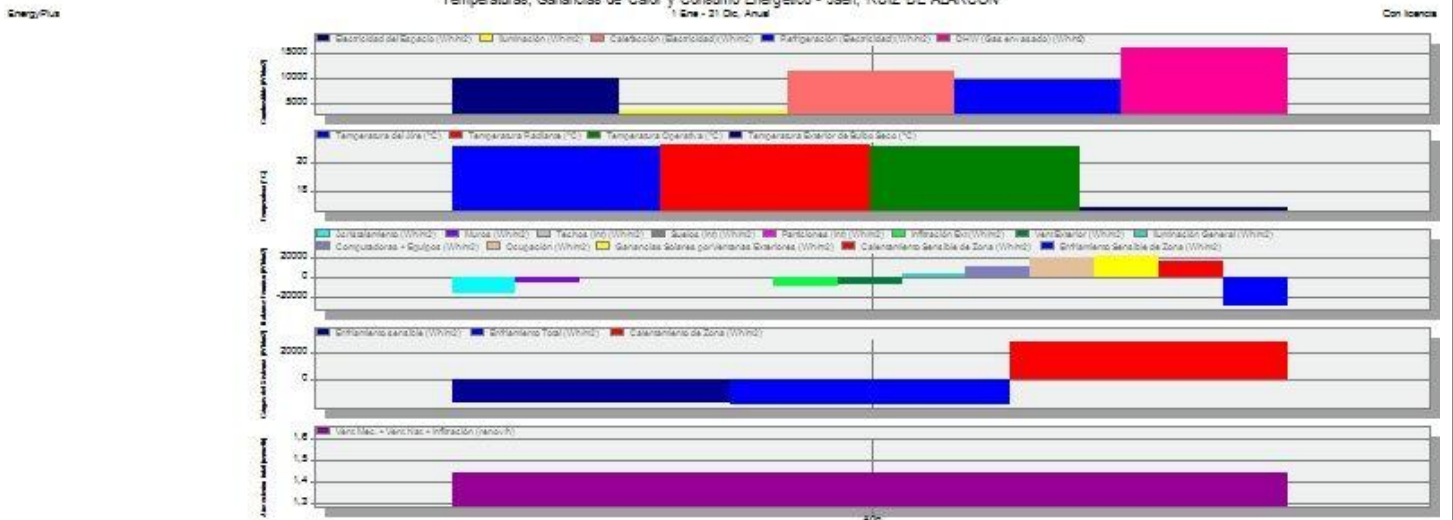 Temperaturas, Ganancias de Calor y Consumo Energético - Jaén, RUIZ DE ALARCON
EnergyPlus
1 Ene - 31 Dic, Anual
Con licencia
Electricidad del Espacio (Wh/m2) Iluminación (Wh/m2) Calefacción (Electricidad) (Wh/m2) Refrigeración (Electricidad) (Wh/m2) DHW (Gas envasado) (Wh/m2)
15000
10000
5000
Temperatura del Aire (°C) Temperatura Radiante (°C) Temperatura Operativa (°C) Temperatura Exterior de Bulbo Seco (°C)
20
15
Temperatura (°C)
Acristalamiento (Wh/m2) Muros (Wh/m2) Techos (int) (Wh/m2) Suelos (int) (Wh/m2) Particiones (int) (Wh/m2) Infiltración Ext (Wh/m2) Vent Exterior (Wh/m2) Iluminación General (Wh/m2)
Computadoras + Equipos (Wh/m2) Ocupación (Wh/m2) Ganancias Solares por Ventanas Exteriores (Wh/m2) Calentamiento Sensible de Zona (Wh/m2) Enfriamiento Sensible de Zona (Wh/m2)
20000
0
-20000
Enfriamiento sensible (Wh/m2) Enfriamiento Total (Wh/m2) Calentamiento de Zona (Wh/m2)
20000
0
Vent Mec. + Vent Nat + Infiltración (renov/h)
1,6
1,5
1,4
1,3